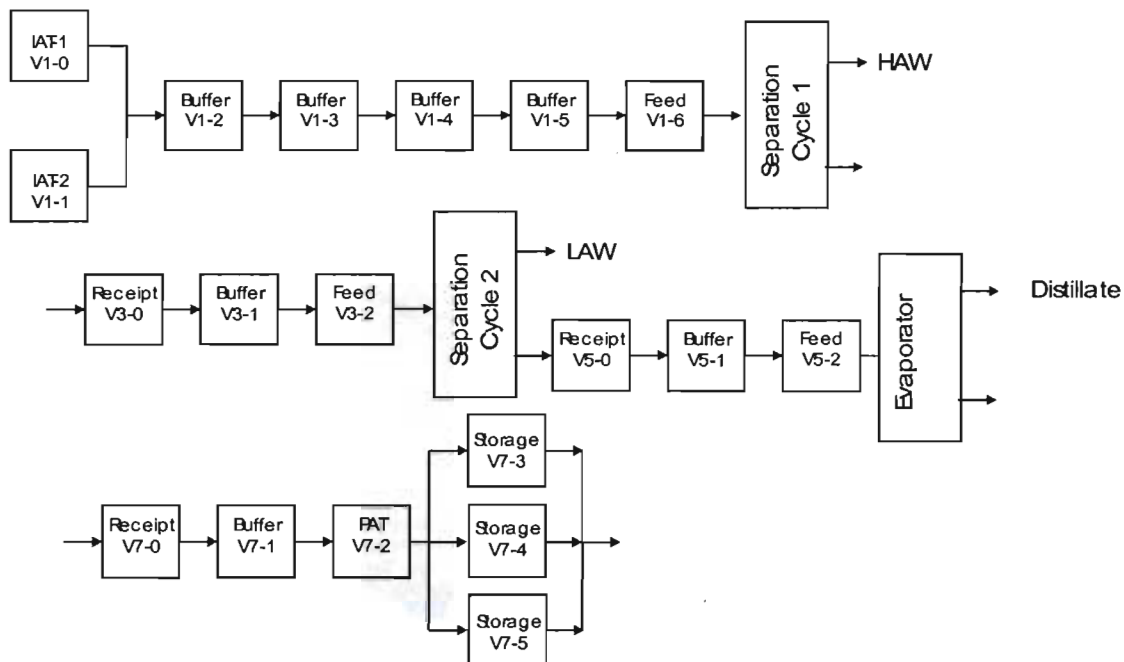 IAT-1
V1-0
IAT-2
V1-1
Buffer
V1-2
Buffer
V1-3
Buffer
V1-4
Buffer
V1-5
Feed
V1-6
Separation
Cycle 1
HAW
Receipt
V3-0
Buffer
V3-1
Feed
V3-2
Separation
Cycle 2
LAW
Receipt
V5-0
Buffer
V5-1
Feed
V5-2
Evaporator
Distillate
Receipt
V7-0
Buffer
V7-1
PAT
V7-2
Storage
V7-3
Storage
V7-4
Storage
V7-5